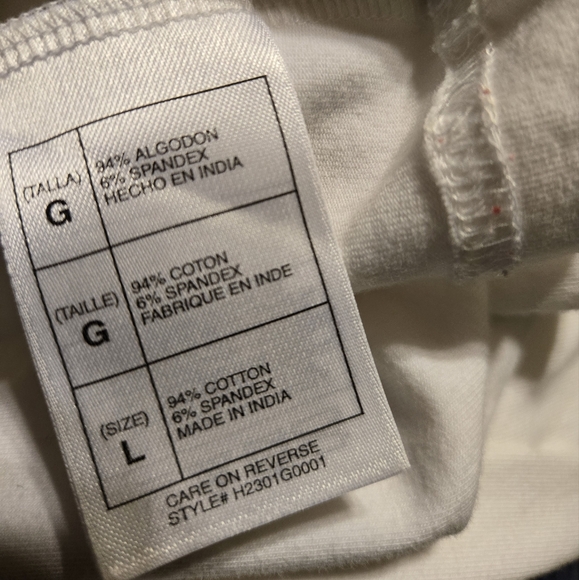 (TALLA)
G
94% ALGODON
6% SPANDEX
HECHO EN INDIA
(TAILLE)
G
94% COTON
6% SPANDEX
FABRIQUE EN INDE
(SIZE)
L
94% COTTON
6% SPANDEX
MADE IN INDIA
CARE ON REVERSE
STYLE# H2301G0001